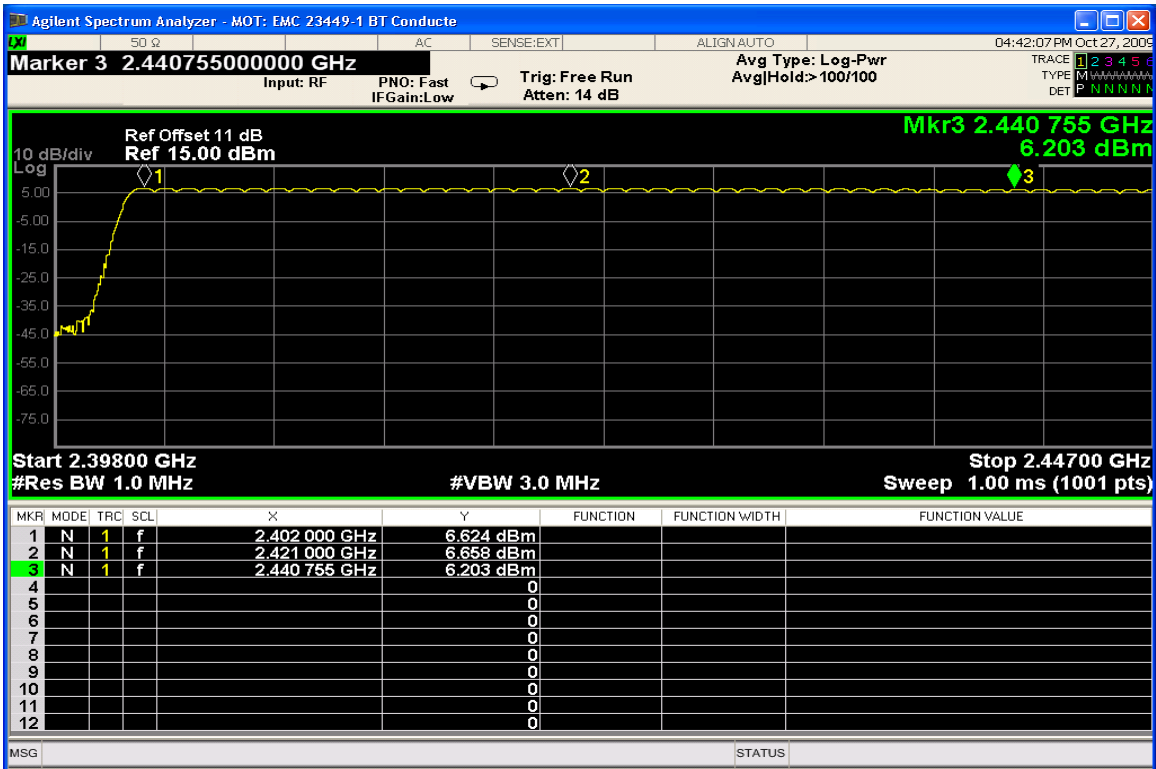 Agilent Spectrum Analyzer - MOT: EMC 23449-1 BT Conducte
LXI 50 Ω AC SENSE:EXT ALIGN AUTO 04:42:07 PM Oct 27, 2009
Marker 3 2.440755000000 GHz
Input: RF PNO: Fast IFGain:Low
Trig: Free Run
Atten: 14 dB
Avg Type: Log-Pwr
Avg|Hold:>100/100
TRACE 1 2 3 4 5 6
TYPE M
DET P N N N N N
Mkr3 2.440 755 GHz
6.203 dBm
Ref Offset 11 dB
10 dB/div Ref 15.00 dBm
Log
1 2 3
5.00
-5.00
-15.0
-25.0
-35.0
-45.0
-55.0
-65.0
-75.0
Start 2.39800 GHz Stop 2.44700 GHz
#Res BW 1.0 MHz #VBW 3.0 MHz Sweep 1.00 ms (1001 pts)
MKR MODE TRC SCL X Y FUNCTION FUNCTION WIDTH FUNCTION VALUE
1 N 1 f 2.402 000 GHz 6.624 dBm
2 N 1 f 2.421 000 GHz 6.658 dBm
3 N 1 f 2.440 755 GHz 6.203 dBm
4 0
5 0
6 0
7 0
8 0
9 0
10 0
11 0
12 0
MSG STATUS